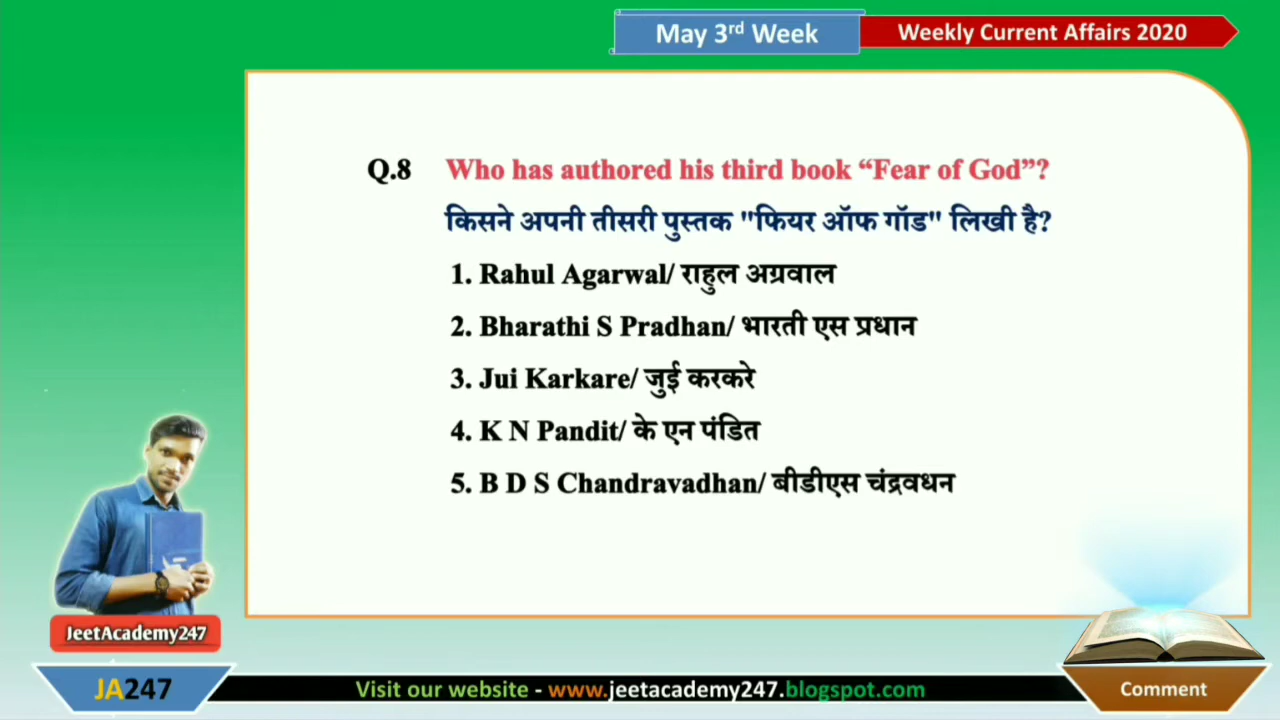 May 3rd Week
Weekly Current Affairs 2020
Q.8 Who has authored his third book “Fear of God”?
किसने अपनी तीसरी पुस्तक "फियर ऑफ गॉड" लिखी है?
1. Rahul Agarwal/ राहुल अग्रवाल
2. Bharathi S Pradhan/ भारती एस प्रधान
3. Jui Karkare/ जुई करकरे
4. K N Pandit/ के एन पंडित
5. B D S Chandravadhan/ बीडीएस चंद्रवधन
JeetAcademy247
JA247
Visit our website - www.jeetacademy247.blogspot.com
Comment